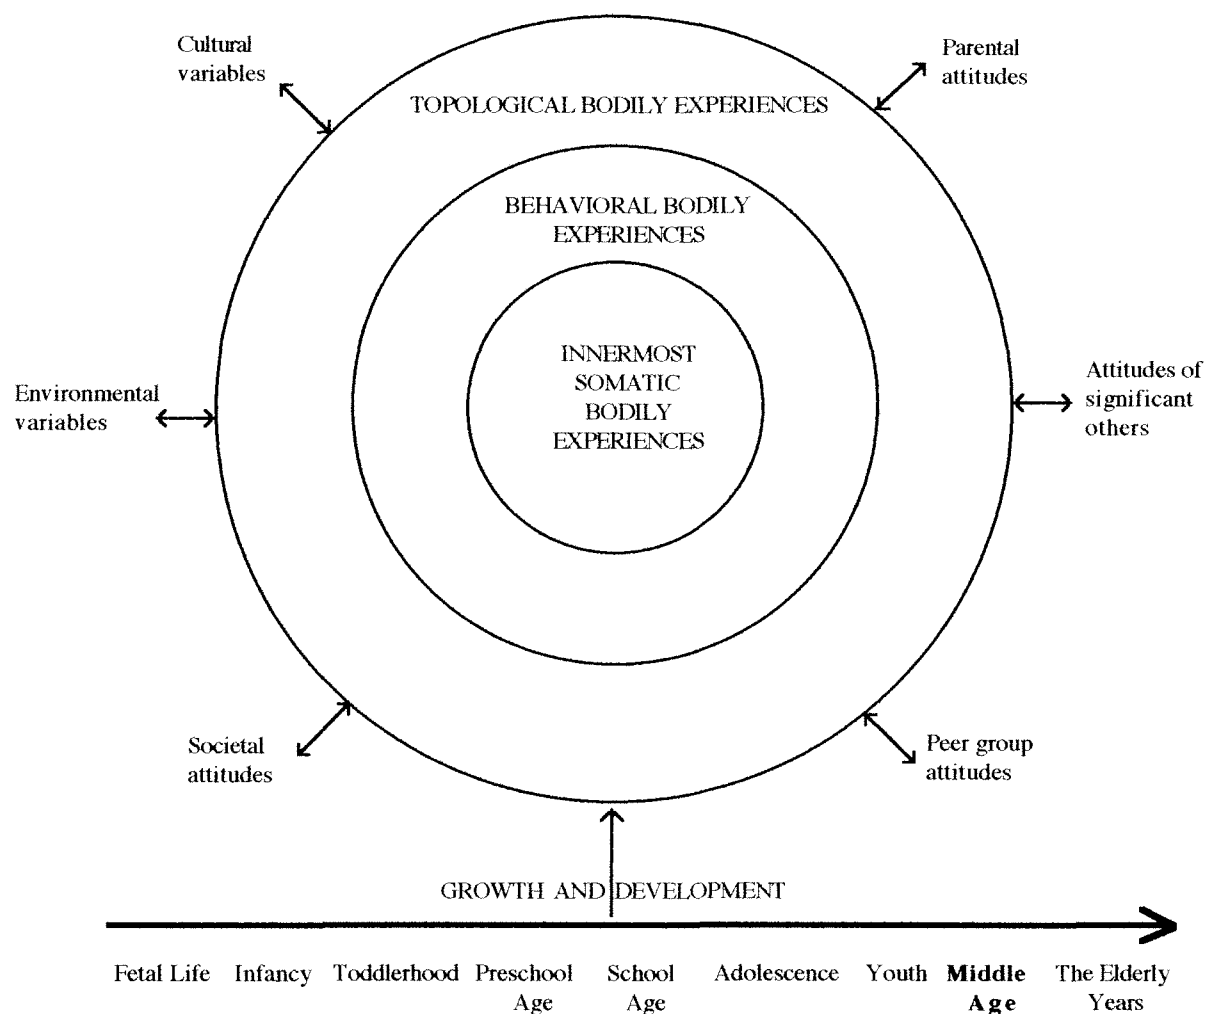 Cultural
variables
Parental
attitudes
TOPOLOGICAL BODILY EXPERIENCES
BEHAVIORAL BODILY
EXPERIENCES
INNERMOST
SOMATIC
BODILY
EXPERIENCES
Environmental
variables
Attitudes of
significant
others
Societal
attitudes
Peer group
attitudes
GROWTH AND DEVELOPMENT
Fetal Life
Infancy
Toddlerhood
Preschool
Age
School
Age
Adolescence
Youth
Middle
Age
The Elderly
Years